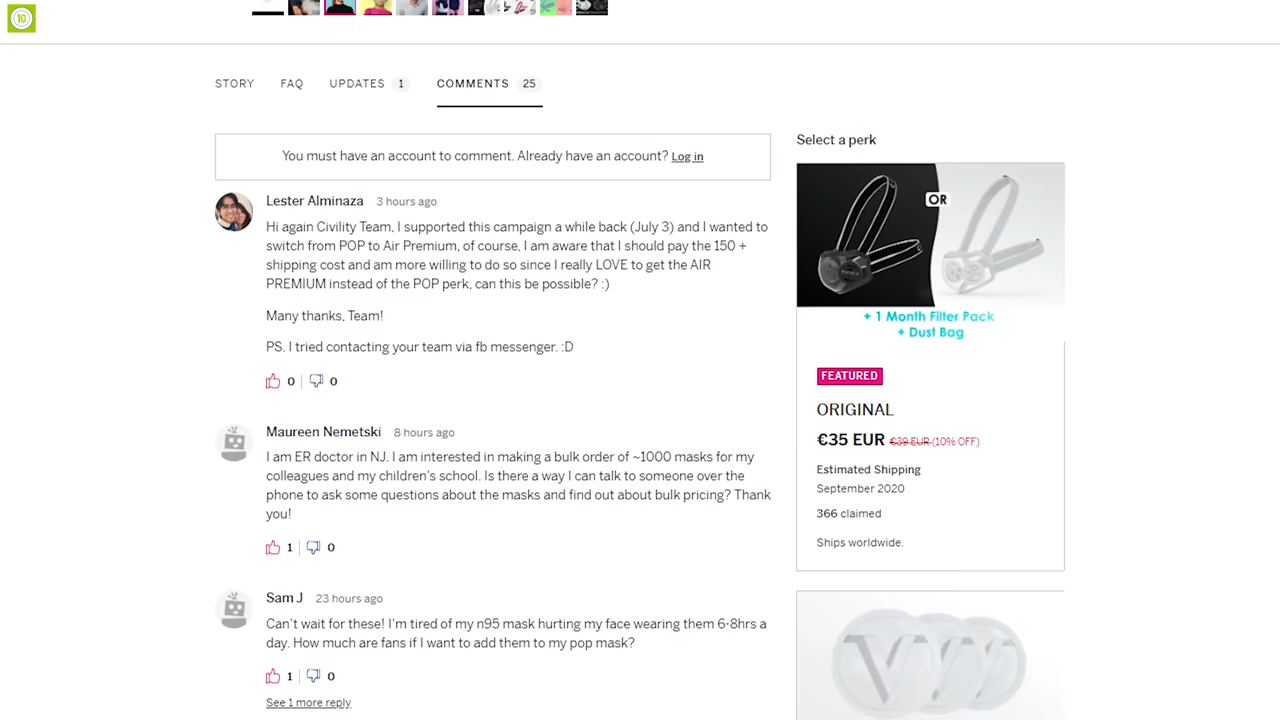 10
STORY FAQ UPDATES 1 COMMENTS 25
You must have an account to comment. Already have an account? Log in
Lester Alminaza 3 hours ago
Hi again Civility Team, I supported this campaign a while back (July 3) and I wanted to
switch from POP to Air Premium, of course, I am aware that I should pay the 150 +
shipping cost and am more willing to do so since I really LOVE to get the AIR
PREMIUM instead of the POP perk, can this be possible? :)
Many thanks, Team!
PS. I tried contacting your team via fb messenger. :D
0 0
Maureen Nemetski 8 hours ago
I am ER doctor in NJ. I am interested in making a bulk order of ~1000 masks for my
colleagues and my children's school. Is there a way I can talk to someone over the
phone to ask some questions about the masks and find out about bulk pricing? Thank
you!
1 0
Sam J 23 hours ago
Can't wait for these! I'm tired of my n95 mask hurting my face wearing them 6-8hrs a
day. How much are fans if I want to add them to my pop mask?
1 0
See 1 more reply
Select a perk
OR
+ 1 Month Filter Pack
+ Dust Bag
FEATURED
ORIGINAL
€35 EUR €39 EUR (10% OFF)
Estimated Shipping
September 2020
366 claimed
Ships worldwide.